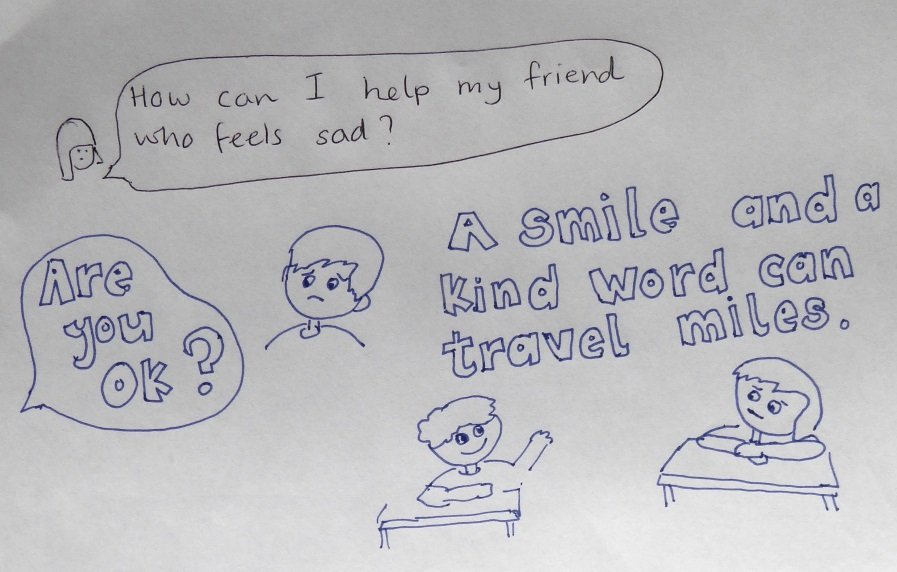 How can I help my friend
who feels sad?
Are
you
OK?
A smile and a
kind word can
travel miles.